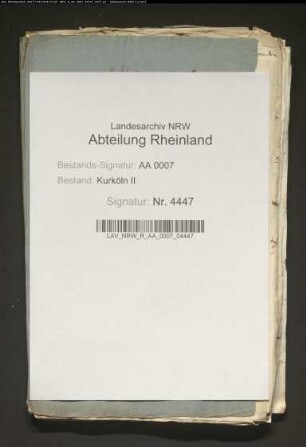 Landesarchiv NRW
Abteilung Rheinland
Bestands-Signatur: AA 0007
Bestand: Kurköln II
Signatur: Nr. 4447
LAV_NRW_R_AA_0007_04447